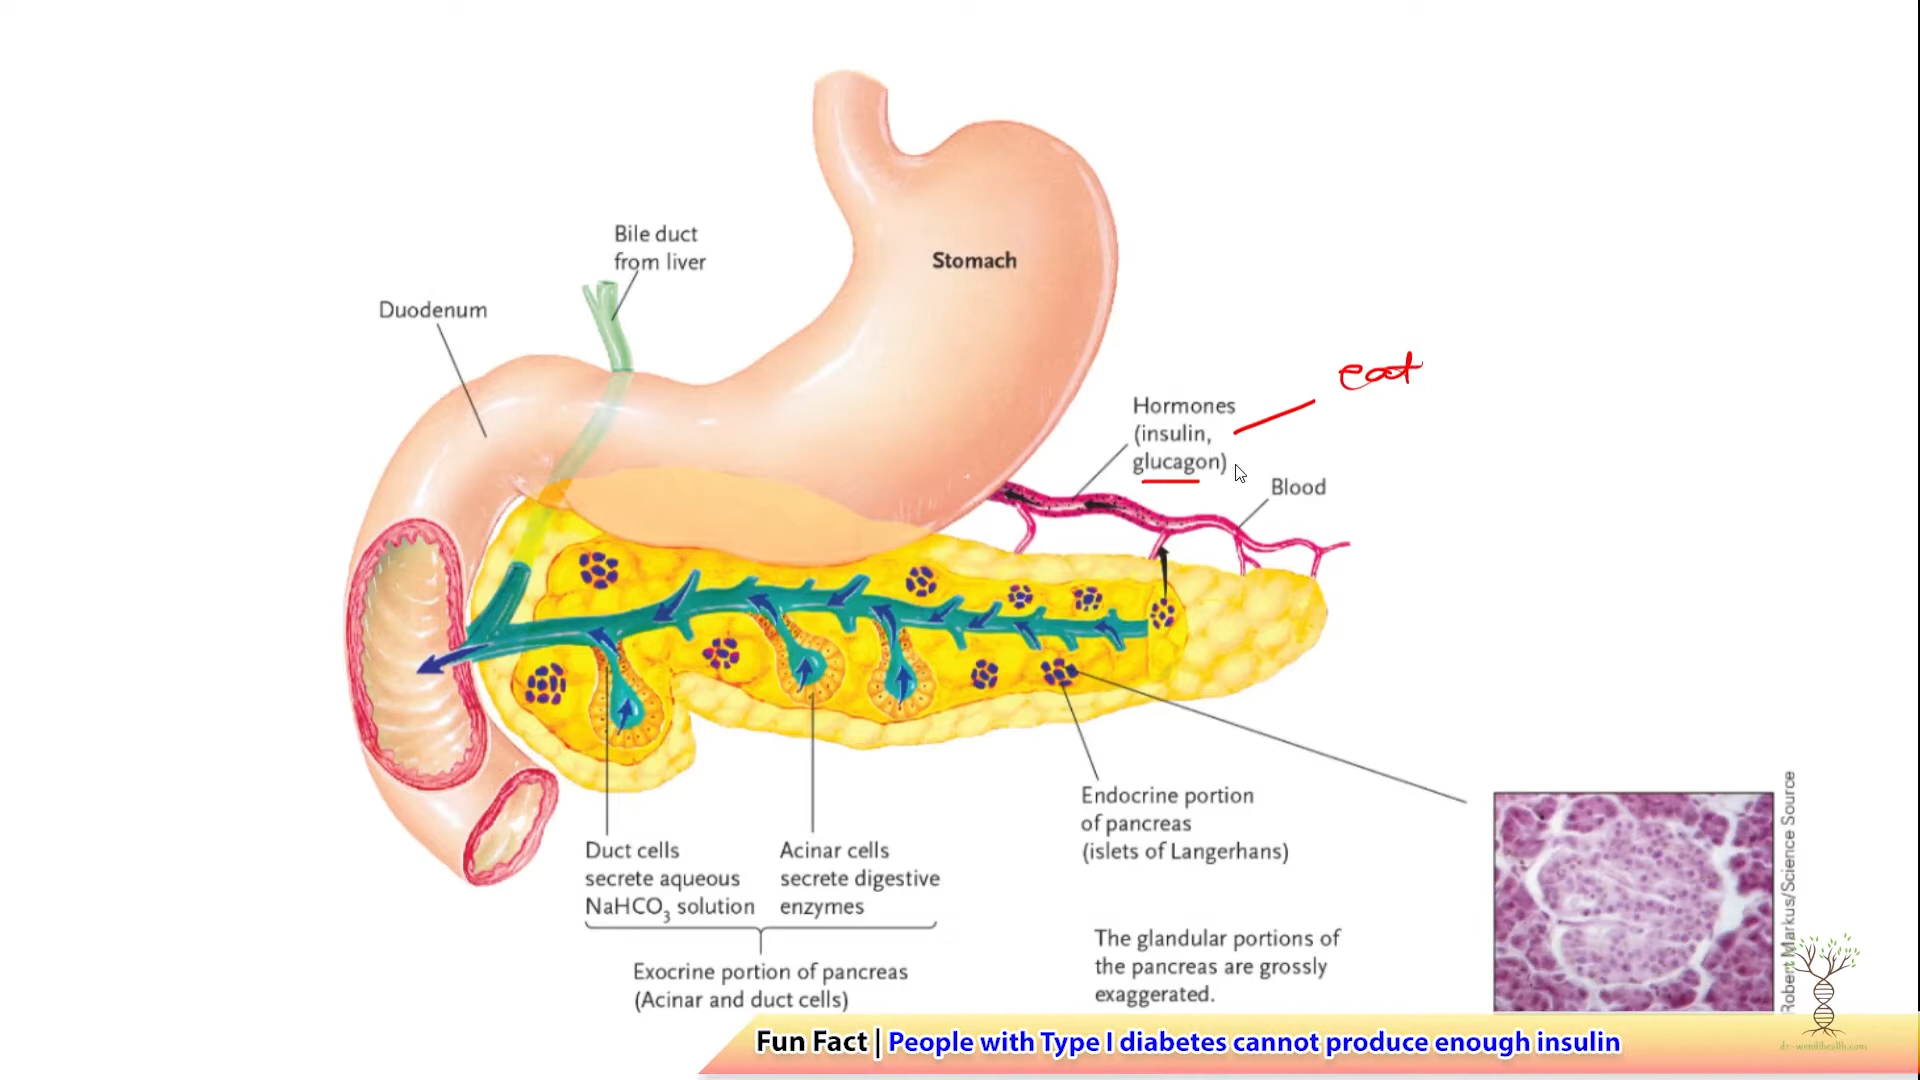 Bile duct
from liver
Stomach
Duodenum
eat
Hormones
(insulin,
glucagon)
Blood
Duct cells
secrete aqueous
NaHCO3 solution
Acinar cells
secrete digestive
enzymes
Exocrine portion of pancreas
(Acinar and duct cells)
Endocrine portion
of pancreas
(islets of Langerhans)
The glandular portions of
the pancreas are grossly
exaggerated.
Robert Markus/Science Source
Fun Fact | People with Type I diabetes cannot produce enough insulin